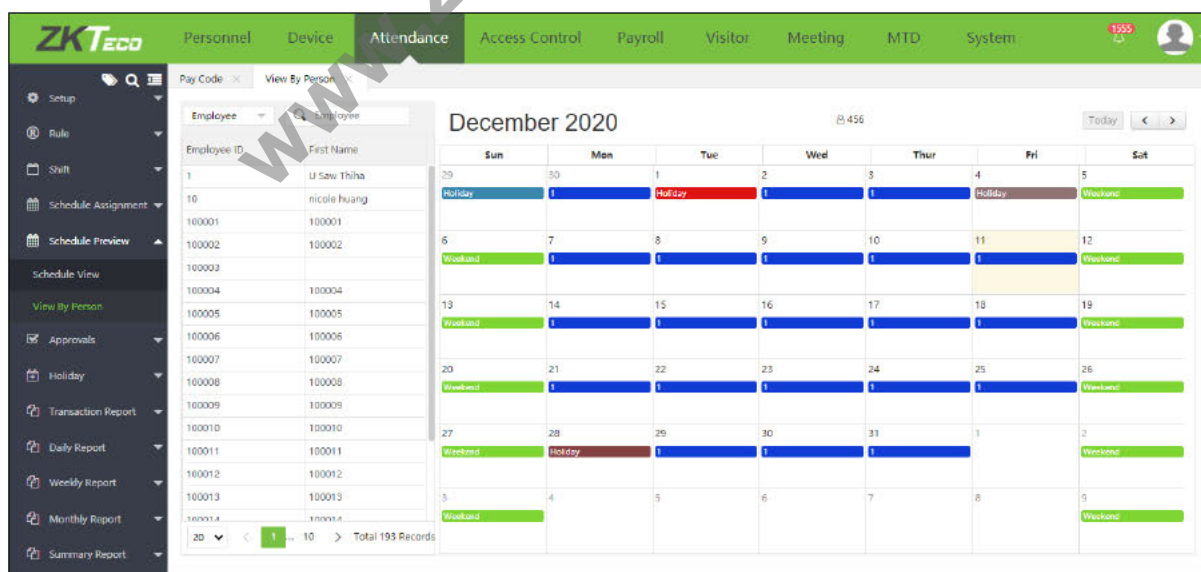 ZKTeco Personnel Device Attendance Access Control Payroll Visitor Meeting MTD System 1555
Pay Code × View By Person ×
Setup
Rule
Shift
Schedule Assignment
Schedule Preview
Schedule View
View By Person
Approvals
Holiday
Transaction Report
Daily Report
Weekly Report
Monthly Report
Summary Report
Employee Employee
Employee ID First Name
1 U Saw Thiha
10 nicole huang
100001 100001
100002 100002
100003
100004 100004
100005 100005
100006 100006
100007 100007
100008 100008
100009 100009
100010 100010
100011 100011
100012 100012
100013 100013
100014 100014
20 < 1 ... 10 > Total 193 Records
December 2020 456 Today < >
Sun Mon Tue Wed Thur Fri Sat
29 30 1 2 3 4 5
Holiday 1 Holiday 1 1 Holiday Weekend
6 7 8 9 10 11 12
Weekend 1 1 1 1 1 Weekend
13 14 15 16 17 18 19
Weekend 1 1 1 1 1 Weekend
20 21 22 23 24 25 26
Weekend 1 1 1 1 1 Weekend
27 28 29 30 31 1 2
Weekend Holiday 1 1 1 Weekend
3 4 5 6 7 8 9
Weekend Weekend
www.